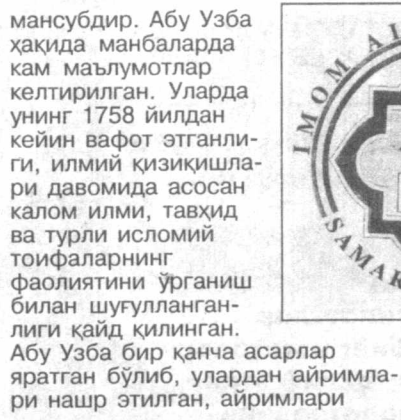 мансубдир. Абу Узба
ҳақида манбаларда
кам маълумотлар
келтирилган. Уларда
унинг 1758 йилдан
кейин вафот этганли-
ги, илмий қизиқишла-
ри давомида асосан
калом илми, тавҳид
ва турли исломий
тоифаларнинг
фаолиятини ўрганиш
билан шуғулланган-
лиги қайд қилинган.
Абу Узба бир қанча асарлар
яратган бўлиб, улардан айримла-
ри нашр этилган, айримлари
IMOM